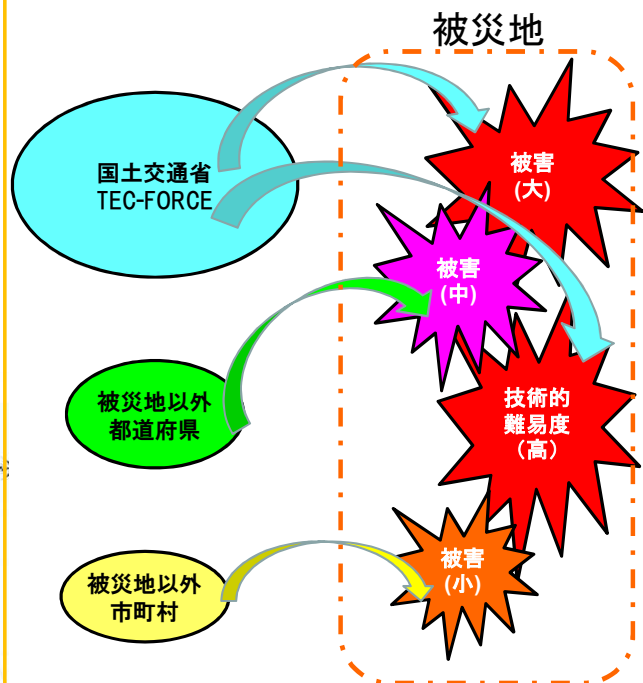 被災地
国土交通省
TEC-FORCE
被害
(大)
被害
(中)
被災地以外
都道府県
技術的
難易度
（高）
被災地以外
市町村
被害
(小)